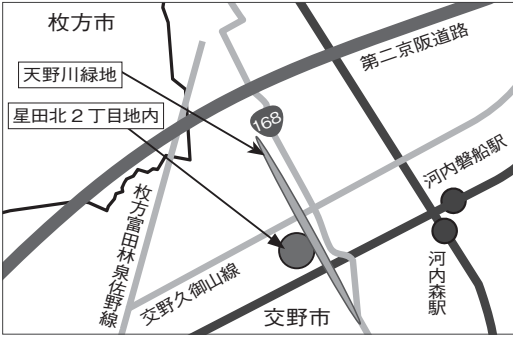 枚方市
天野川緑地
星田北2丁目地内
168
第二京阪道路
河内磐船駅
河内森駅
枚方富田林泉佐野線
交野久御山線
交野市